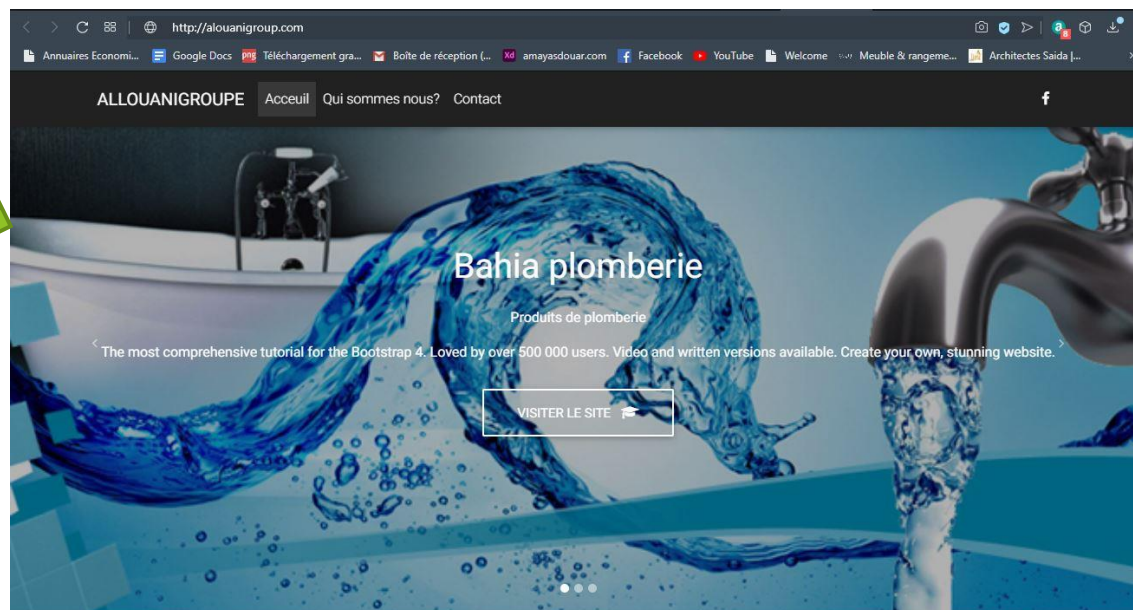 http://alouanigroup.com
Annuaires Economi... Google Docs png Téléchargement gra... Boîte de réception (... Xd amayasdouar.com Facebook YouTube Welcome Meuble & rangeme... Architectes Saida |...
ALLOUANIGROUPE Acceuil Qui sommes nous? Contact
Bahia plomberie
Produits de plomberie
The most comprehensive tutorial for the Bootstrap 4. Loved by over 500 000 users. Video and written versions available. Create your own, stunning website.
VISITER LE SITE